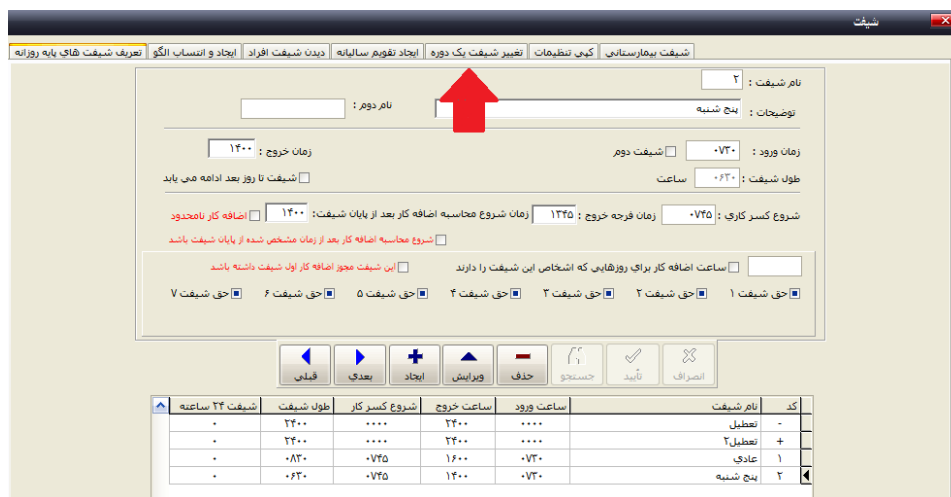 شیفت
تعریف شیفت های پایه روزانه ایجاد و انتساب الگو دیدن شیفت افراد ایجاد تقویم سالیانه تغییر شیفت یک دوره کپی تنظیمات شیفت بیمارستانی
نام شیفت : ۲
توضیحات : پنج شنبه نام دوم :
زمان ورود : ۰۷۳۰ شیفت دوم زمان خروج : ۱۴۰۰
طول شیفت : ۰۶۳۰ ساعت شیفت تا روز بعد ادامه می یابد
شروع کسر کاری : ۰۷۴۵ زمان فرجه خروج : ۱۳۴۵ زمان شروع محاسبه اضافه کار بعد از پایان شیفت: ۱۴۰۰ اضافه کار نامحدود
شروع محاسبه اضافه کار بعد از زمان مشخص شده از پایان شیفت باشد
ساعت اضافه کار برای روزهایی که اشخاص این شیفت را دارند این شیفت مجوز اضافه کار اول شیفت داشته باشد
حق شیفت ۱ حق شیفت ۲ حق شیفت ۳ حق شیفت ۴ حق شیفت ۵ حق شیفت ۶ حق شیفت ۷
انصراف تأیید جستجو حذف ویرایش ایجاد بعدي قبلي
کد نام شیفت ساعت ورود ساعت خروج شروع کسر کار طول شیفت شیفت ۲۴ ساعته
- تعطیل ۰۰۰۰ ۲۴۰۰ ۰۰۰۰ ۲۴۰۰ ۰
+ تعطیل۲ ۰۰۰۰ ۲۴۰۰ ۰۰۰۰ ۲۴۰۰ ۰
۱ عادي ۰۷۳۰ ۱۶۰۰ ۰۷۴۵ ۰۸۳۰ ۰
۲ پنج شنبه ۰۷۳۰ ۱۴۰۰ ۰۷۴۵ ۰۶۳۰ ۰